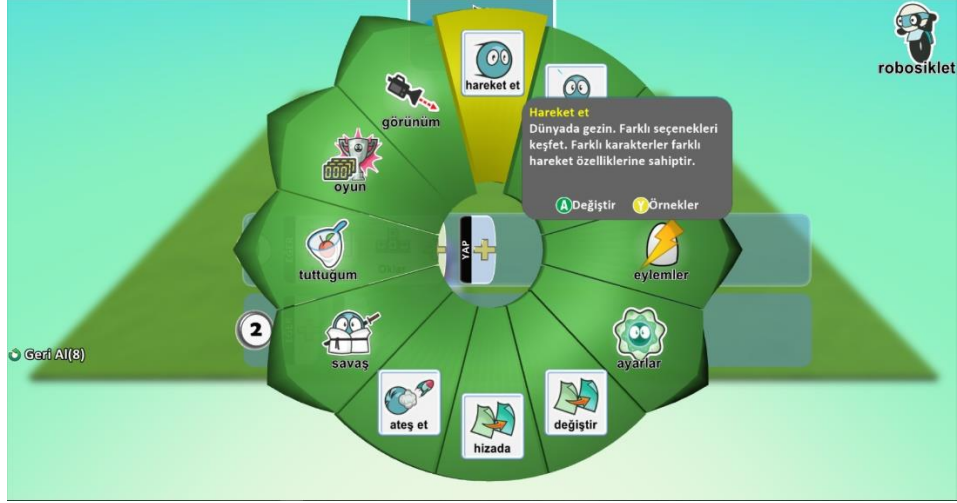 hareket et
görünüm
robosiklet
Hareket et
Dünyada gezin. Farklı seçenekleri
keşfet. Farklı karakterler farklı
hareket özelliklerine sahiptir.
A Değiştir Y Örnekler
oyun
000
tuttuğum
YAP
eylemler
2
savaş
ayarlar
Geri Al(8)
ateş et
hizada
değiştir